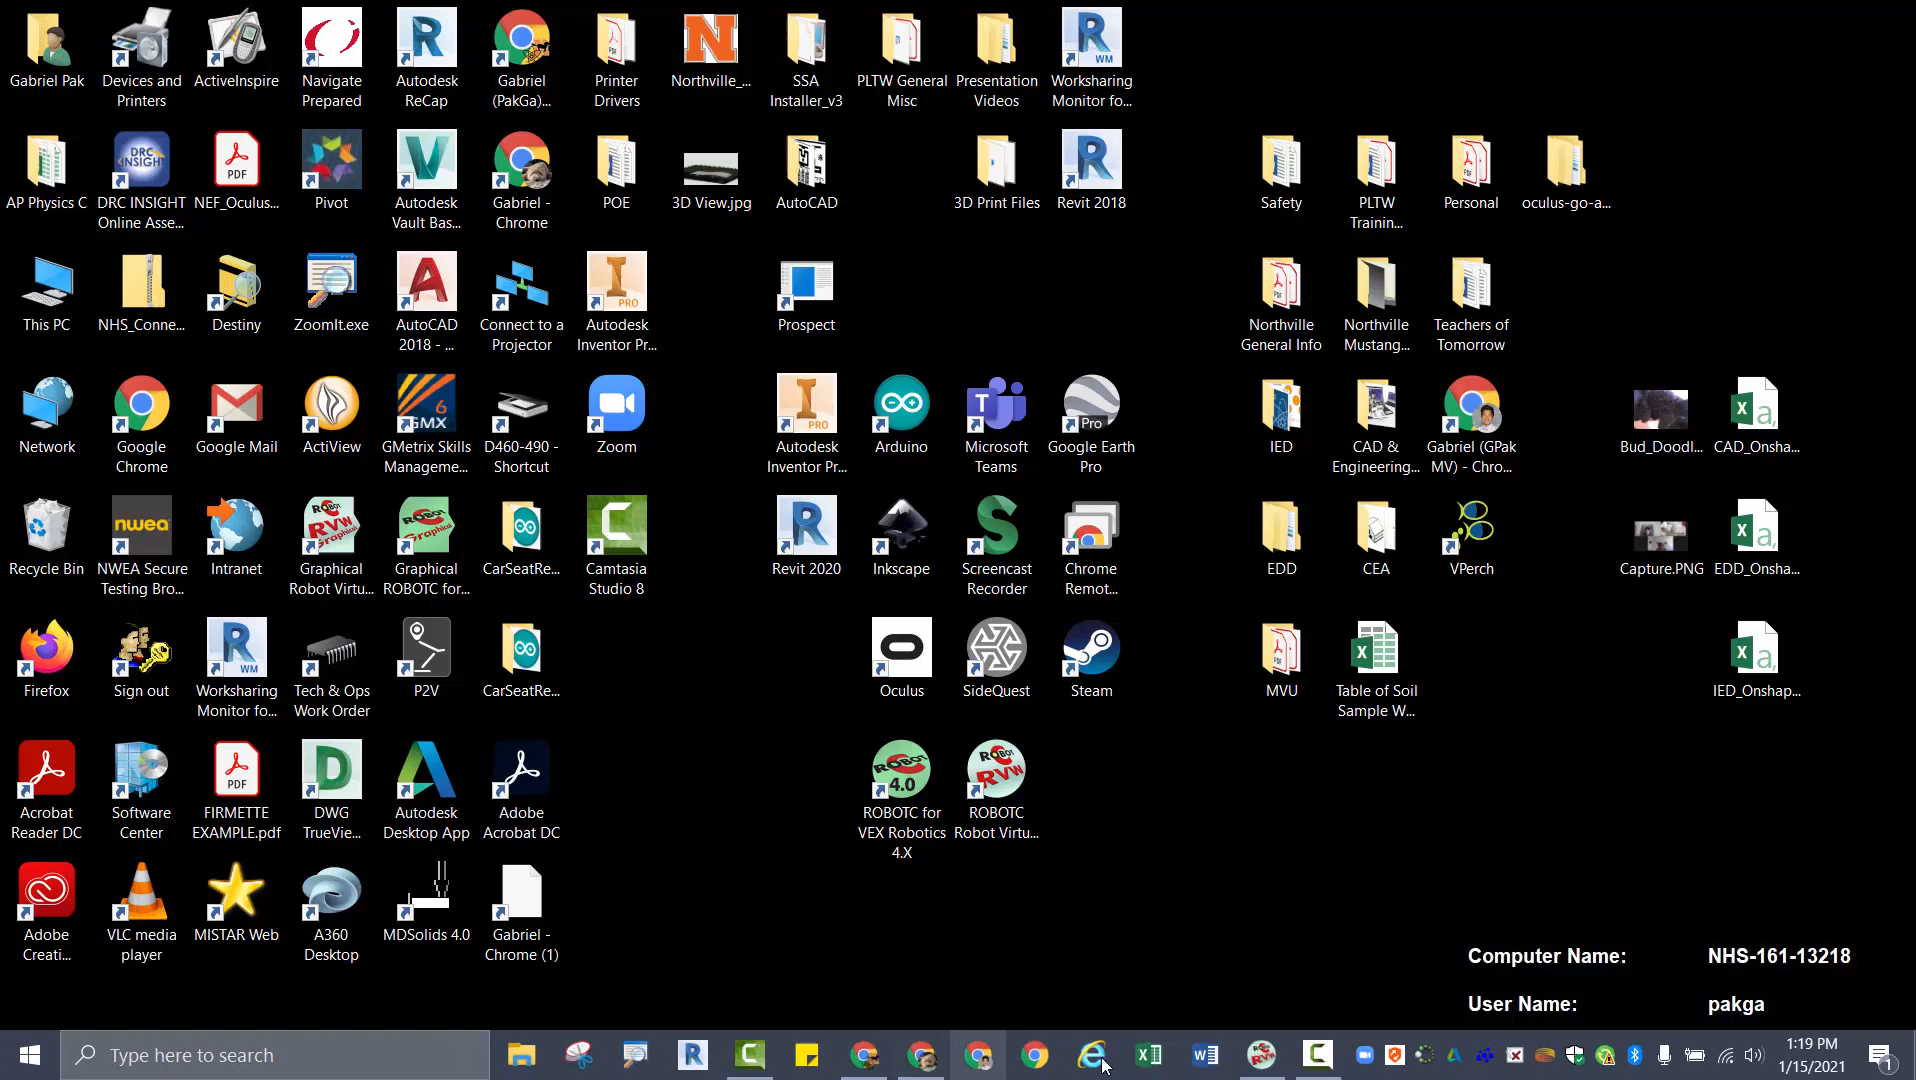 Gabriel Pak
Devices and
Printers
ActiveInspire
Navigate
Prepared
Autodesk
ReCap
Gabriel
(PakGa)...
Printer
Drivers
Northville_...
SSA
Installer_v3
PLTW General
Misc
Presentation
Videos
Worksharing
Monitor fo...
AP Physics C
DRC INSIGHT
Online Asse...
NEF_Oculus...
Pivot
Autodesk
Vault Bas...
Gabriel -
Chrome
POE
3D View.jpg
AutoCAD
3D Print Files
Revit 2018
Safety
PLTW
Trainin...
Personal
oculus-go-a...
This PC
NHS_Conne...
Destiny
ZoomIt.exe
AutoCAD
2018 - ...
Connect to a
Projector
Autodesk
Inventor Pr...
Prospect
Northville
General Info
Northville
Mustang...
Teachers of
Tomorrow
Network
Google
Chrome
Google Mail
ActiView
GMetrix Skills
Manageme...
D460-490 -
Shortcut
Zoom
Autodesk
Inventor Pr...
Arduino
Microsoft
Teams
Google Earth
Pro
IED
CAD &
Engineering...
Gabriel (GPak
MV) - Chro...
Bud_Doodl...
CAD_Onsha...
Recycle Bin
NWEA Secure
Testing Bro...
Intranet
Graphical
Robot Virtu...
Graphical
ROBOTC for...
CarSeatRe...
Camtasia
Studio 8
Revit 2020
Inkscape
Screencast
Recorder
Chrome
Remot...
EDD
CEA
VPerch
Capture.PNG
EDD_Onsha...
Firefox
Sign out
Worksharing
Monitor fo...
Tech & Ops
Work Order
P2V
CarSeatRe...
Oculus
SideQuest
Steam
MVU
Table of Soil
Sample W...
IED_Onshap...
Acrobat
Reader DC
Software
Center
FIRMETTE
EXAMPLE.pdf
DWG
TrueVie...
Autodesk
Desktop App
Adobe
Acrobat DC
ROBOTC for
VEX Robotics
4.X
ROBOTC
Robot Virtu...
Adobe
Creati...
VLC media
player
MISTAR Web
A360
Desktop
MDSolids 4.0
Gabriel -
Chrome (1)
Computer Name: NHS-161-13218
User Name: pakga
Type here to search
1:19 PM
1/15/2021